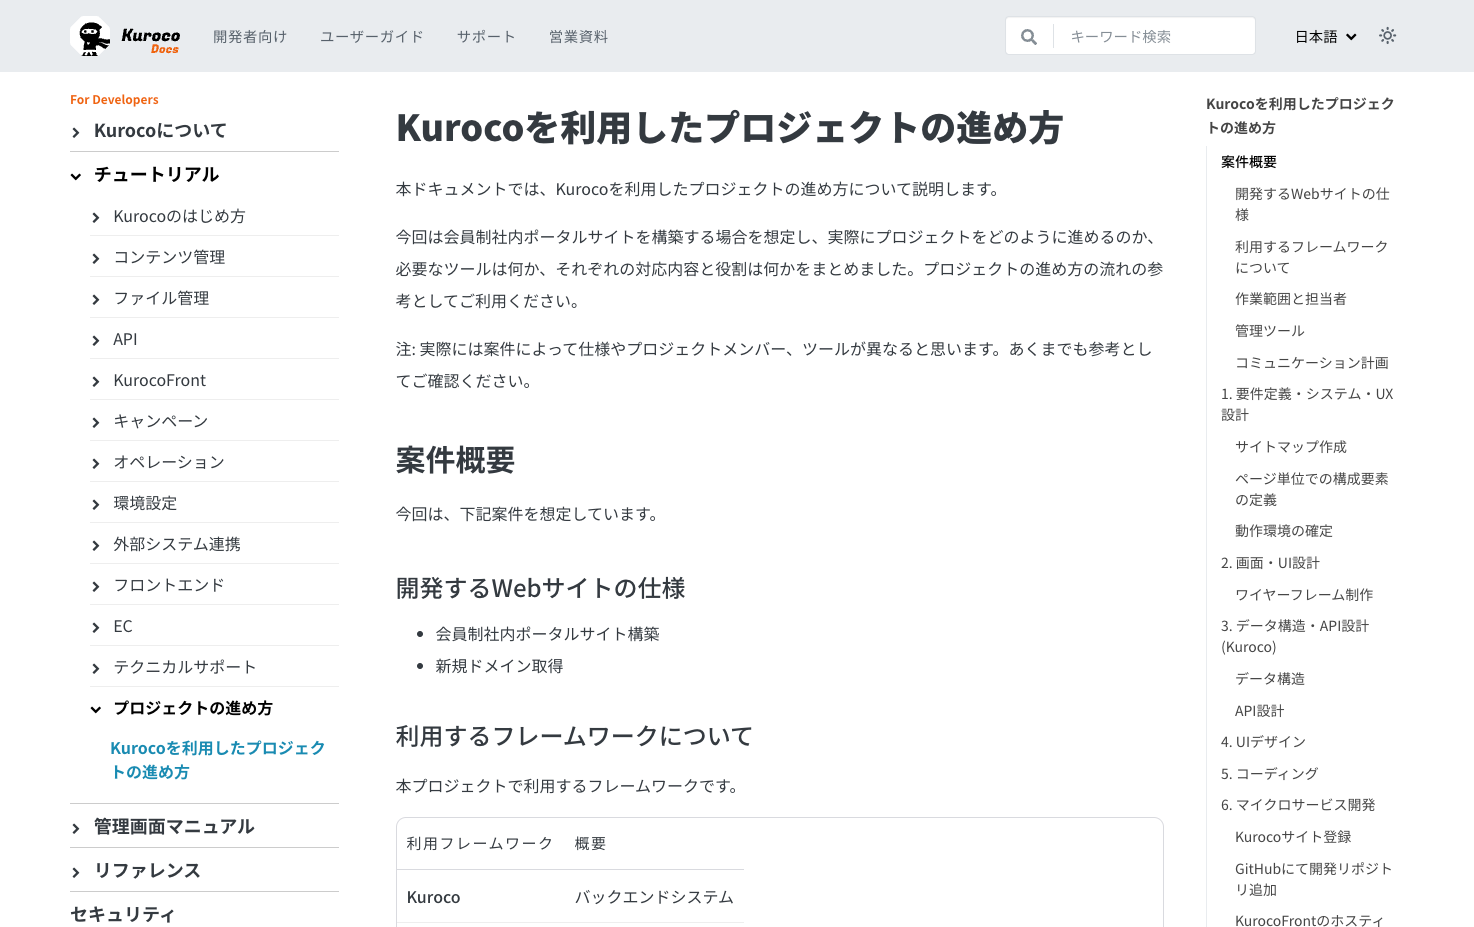 Kuroco
Docs
開発者向け
ユーザーガイド
サポート
営業資料
キーワード検索
日本語
For Developers
Kurocoについて
チュートリアル
Kurocoのはじめ方
コンテンツ管理
ファイル管理
API
KurocoFront
キャンペーン
オペレーション
環境設定
外部システム連携
フロントエンド
EC
テクニカルサポート
プロジェクトの進め方
Kurocoを利用したプロジェク
トの進め方
管理画面マニュアル
リファレンス
セキュリティ
Kurocoを利用したプロジェクトの進め方
本ドキュメントでは、Kurocoを利用したプロジェクトの進め方について説明します。
今回は会員制社内ポータルサイトを構築する場合を想定し、実際にプロジェクトをどのように進めるのか、
必要なツールは何か、それぞれの対応内容と役割は何かをまとめました。プロジェクトの進め方の流れの参
考としてご利用ください。
注: 実際には案件によって仕様やプロジェクトメンバー、ツールが異なると思います。あくまでも参考とし
てご確認ください。
案件概要
今回は、下記案件を想定しています。
開発するWebサイトの仕様
会員制社内ポータルサイト構築
新規ドメイン取得
利用するフレームワークについて
本プロジェクトで利用するフレームワークです。
利用フレームワーク 概要
Kuroco バックエンドシステム
Kurocoを利用したプロジェク
トの進め方
案件概要
開発するWebサイトの仕
様
利用するフレームワーク
について
作業範囲と担当者
管理ツール
コミュニケーション計画
1. 要件定義・システム・UX
設計
サイトマップ作成
ページ単位での構成要素
の定義
動作環境の確定
2. 画面・UI設計
ワイヤーフレーム制作
3. データ構造・API設計
(Kuroco)
データ構造
API設計
4. UIデザイン
5. コーディング
6. マイクロサービス開発
Kurocoサイト登録
GitHubにて開発リポジト
リ追加
KurocoFrontのホスティ